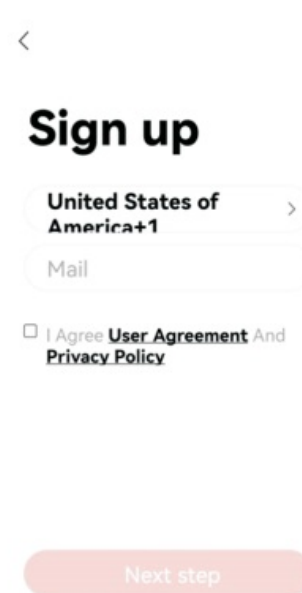 Sign up
United States of
America+1
Mail
I Agree User Agreement And
Privacy Policy
Next step